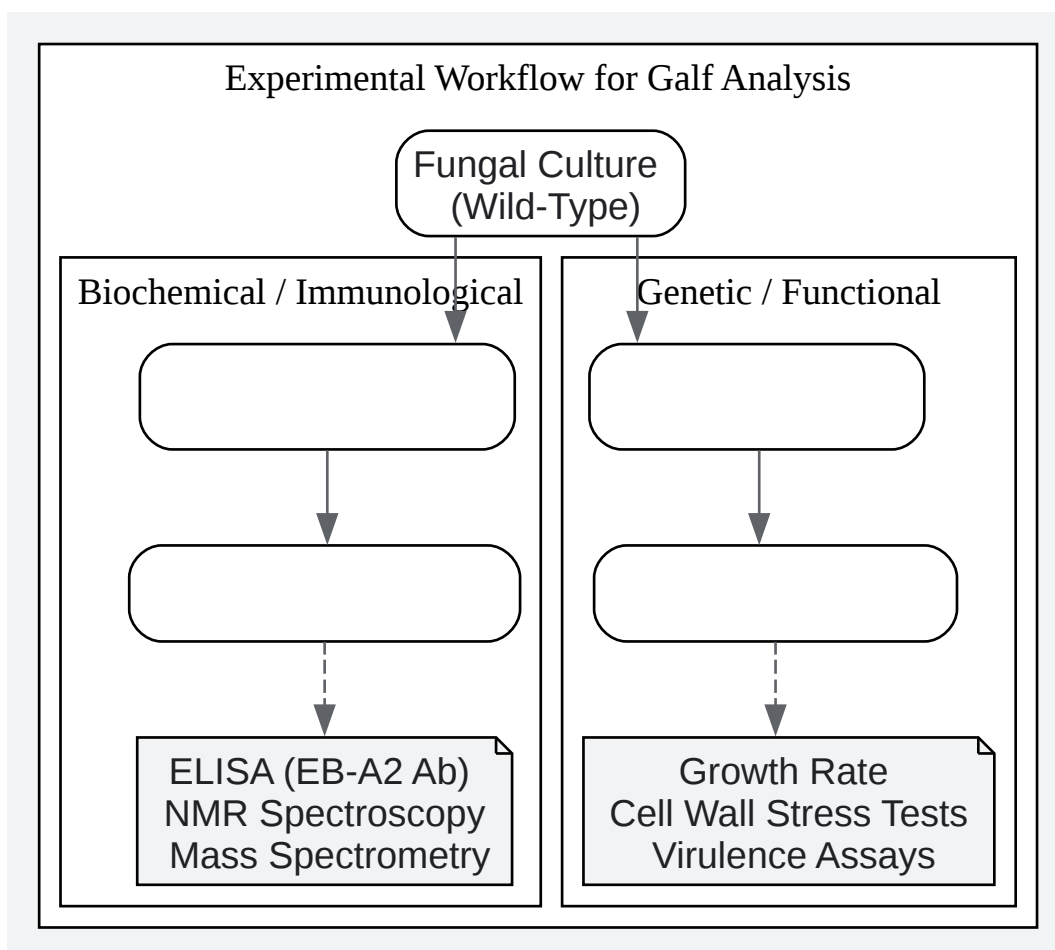 Experimental Workflow for Galf Analysis
Fungal Culture
(Wild-Type)
Biochemical / Immunological
Genetic / Functional
ELISA (EB-A2 Ab)
NMR Spectroscopy
Mass Spectrometry
Growth Rate
Cell Wall Stress Tests
Virulence Assays